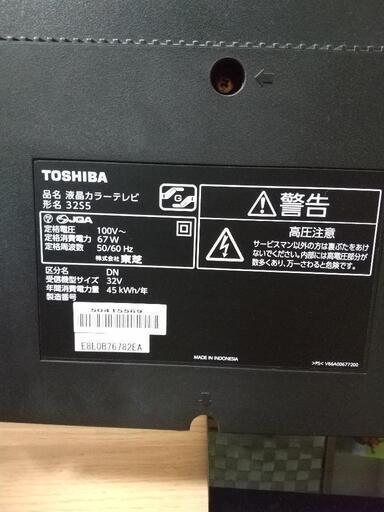 TOSHIBA
品名 液晶カラーテレビ
形名 32S5
JQA
定格電圧 100V~
定格消費電力 67W
定格周波数 50/60 Hz
株式会社 東芝
区分 DN
受信機型サイズ 32V
年間消費電力量 45 kWh/年
製造番号
50415569
E8L0B76782EA
警告
高圧注意
サービスマン以外の方は裏ぶたをあけ
ないでください。内部には高電圧部分が
数多くあり、万一さわると危険です。
MADE IN INDONESIA
>PS< V66A00677200